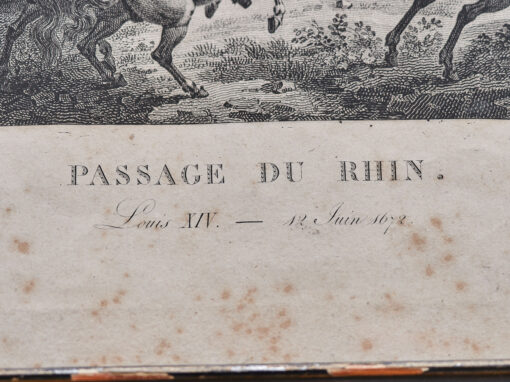 PASSAGE DU RHIN.
Louis XIV. — 12 Juin 1672